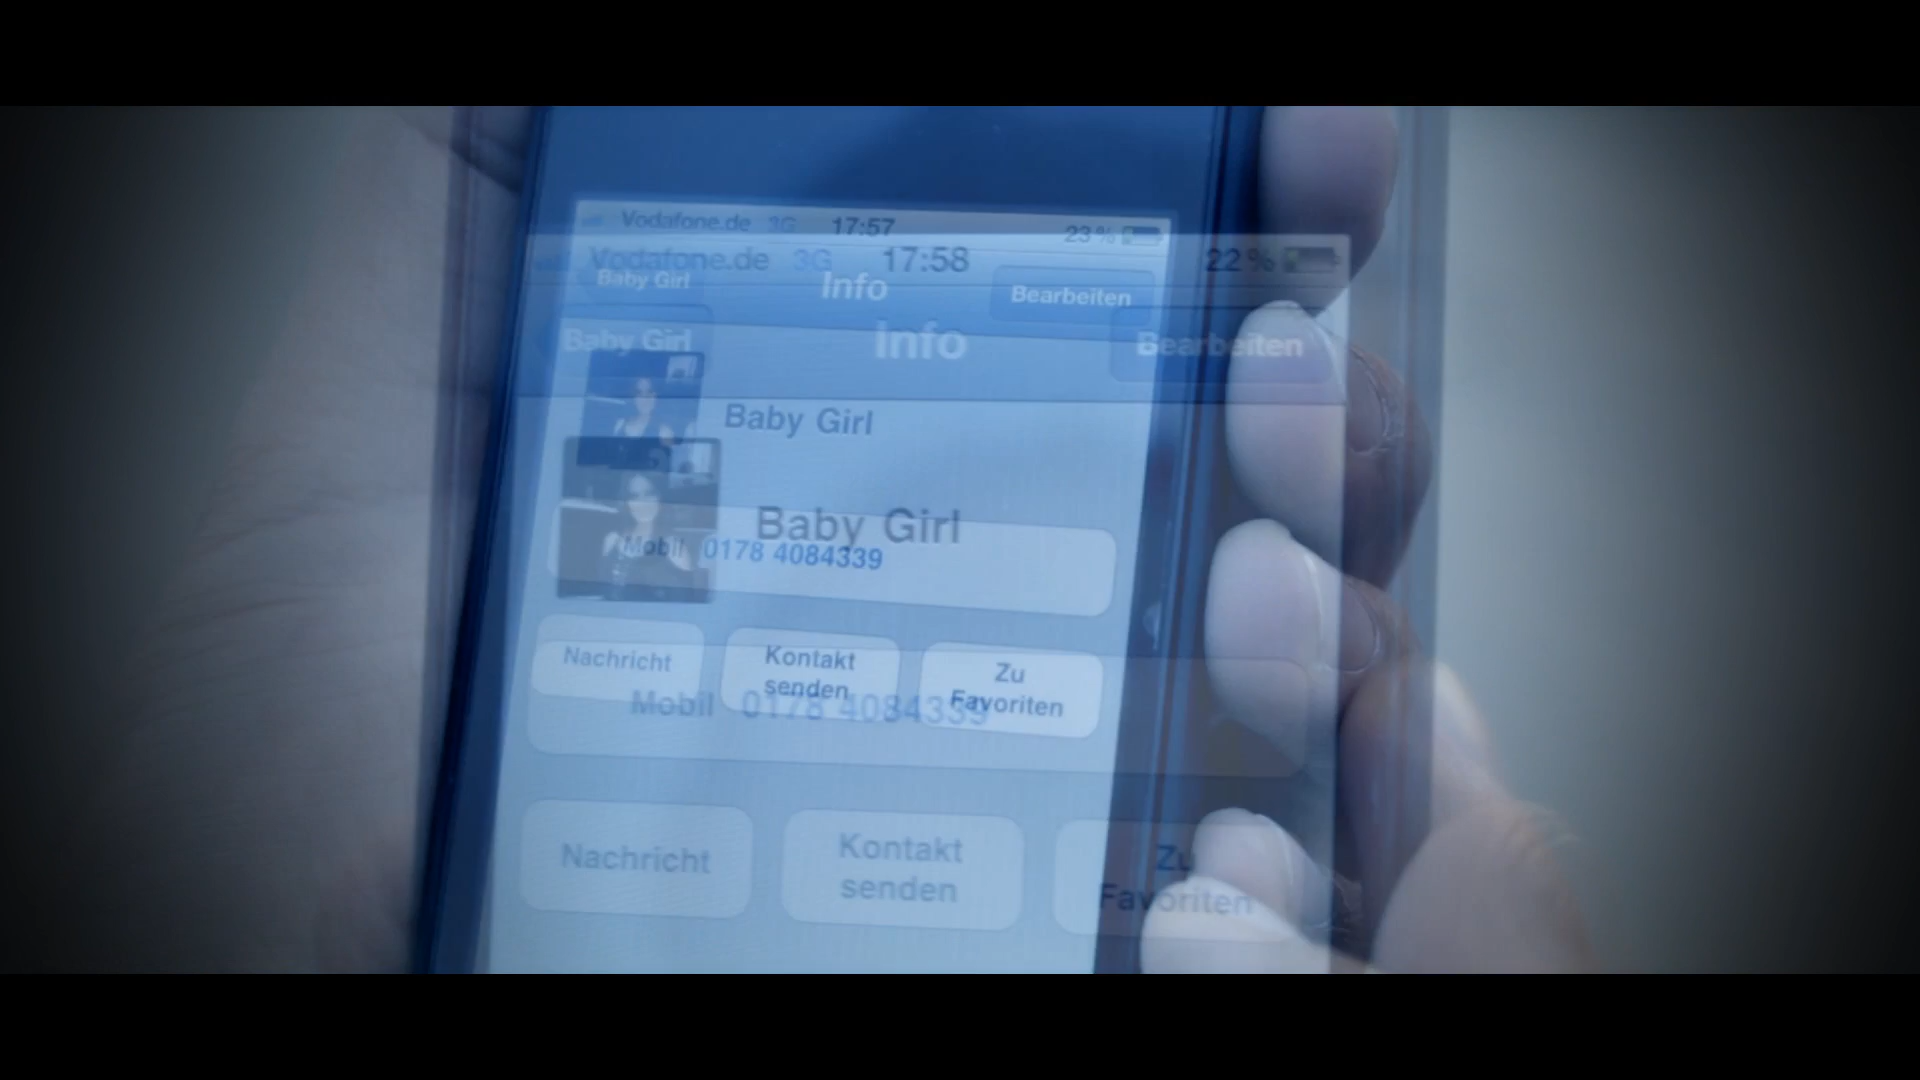 Vodafone.de 3G 17:57 23 %
Vodafone.de 3G 17:58 22 %
Baby Girl Info Bearbeiten
Baby Girl Info Bearbeiten
Baby Girl
Baby Girl
Mobil 0178 4084339
Nachricht Kontakt senden Zu Favoriten
Mobil 0178 4084339
Nachricht Kontakt senden Zu Favoriten